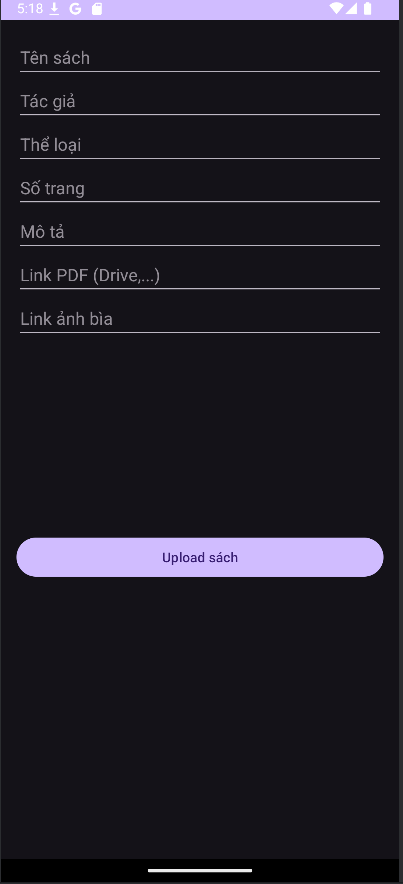 5:18
Tên sách
Tác giả
Thể loại
Số trang
Mô tả
Link PDF (Drive,...)
Link ảnh bìa
Upload sách